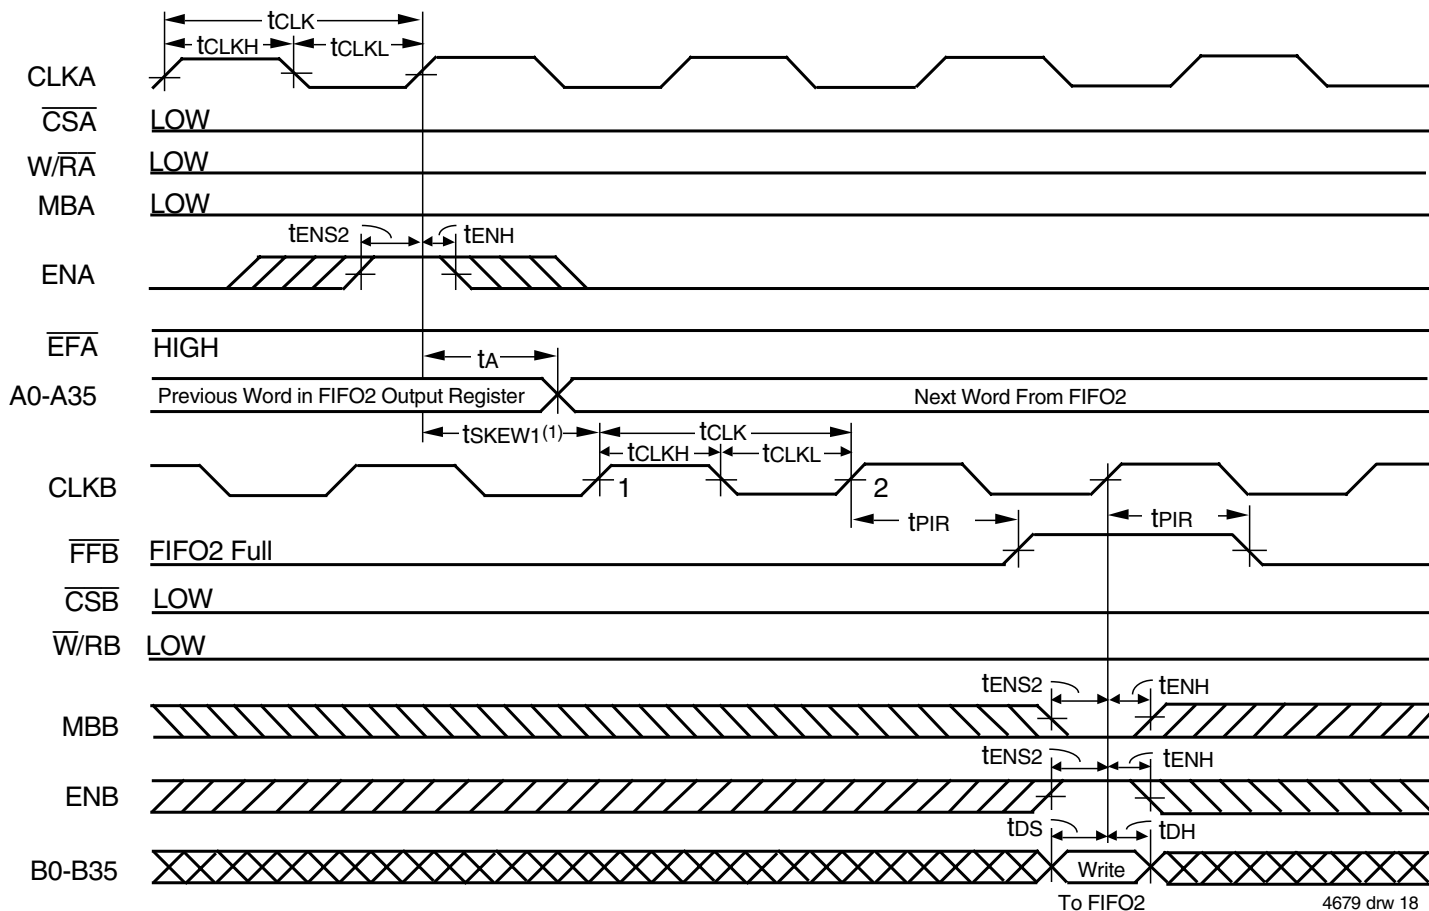 tCLK
tCLKH tCLKL
CLKA
CSA LOW
W/RA LOW
MBA LOW
tENS2 tENH
ENA
EFA HIGH
tA
A0-A35 Previous Word in FIFO2 Output Register Next Word From FIFO2
tSKEW1(1) tCLK
tCLKH tCLKL
CLKB 1 2
tPIR tPIR
FFB FIFO2 Full
CSB LOW
W/RB LOW
tENS2 tENH
MBB
tENS2 tENH
ENB
tDS tDH
B0-B35 Write
To FIFO2 4679 drw 18